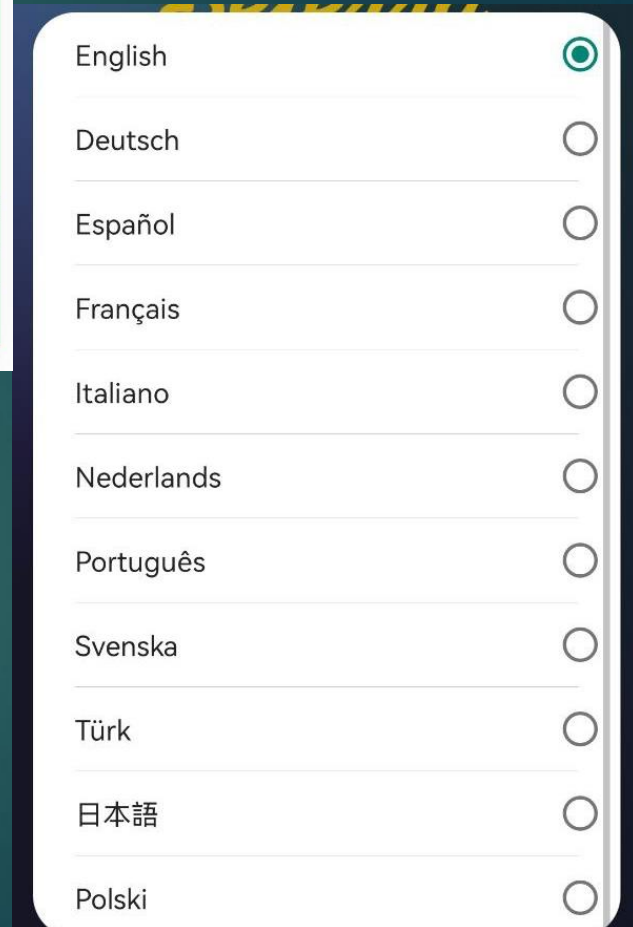 English
Deutsch
Español
Français
Italiano
Nederlands
Português
Svenska
Türk
日本語
Polski